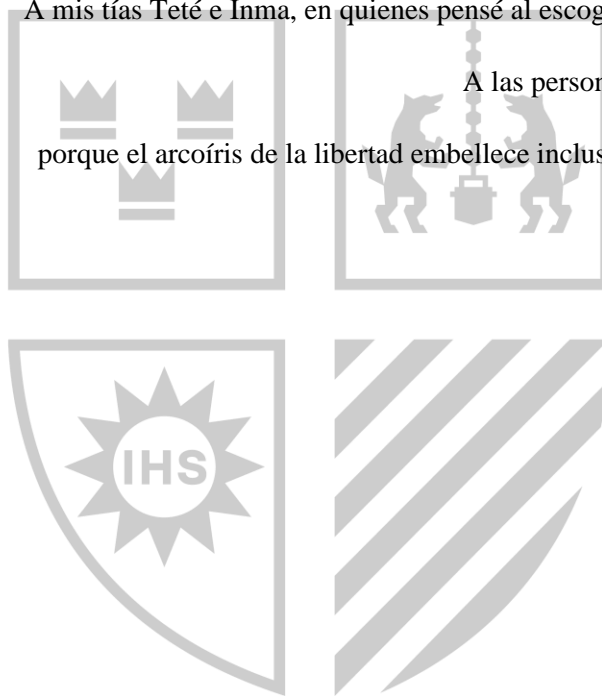 A mis tías Teté e Inma, en quienes pensé al escog
A las person
porque el arcoíris de la libertad embellece inclus
IHS